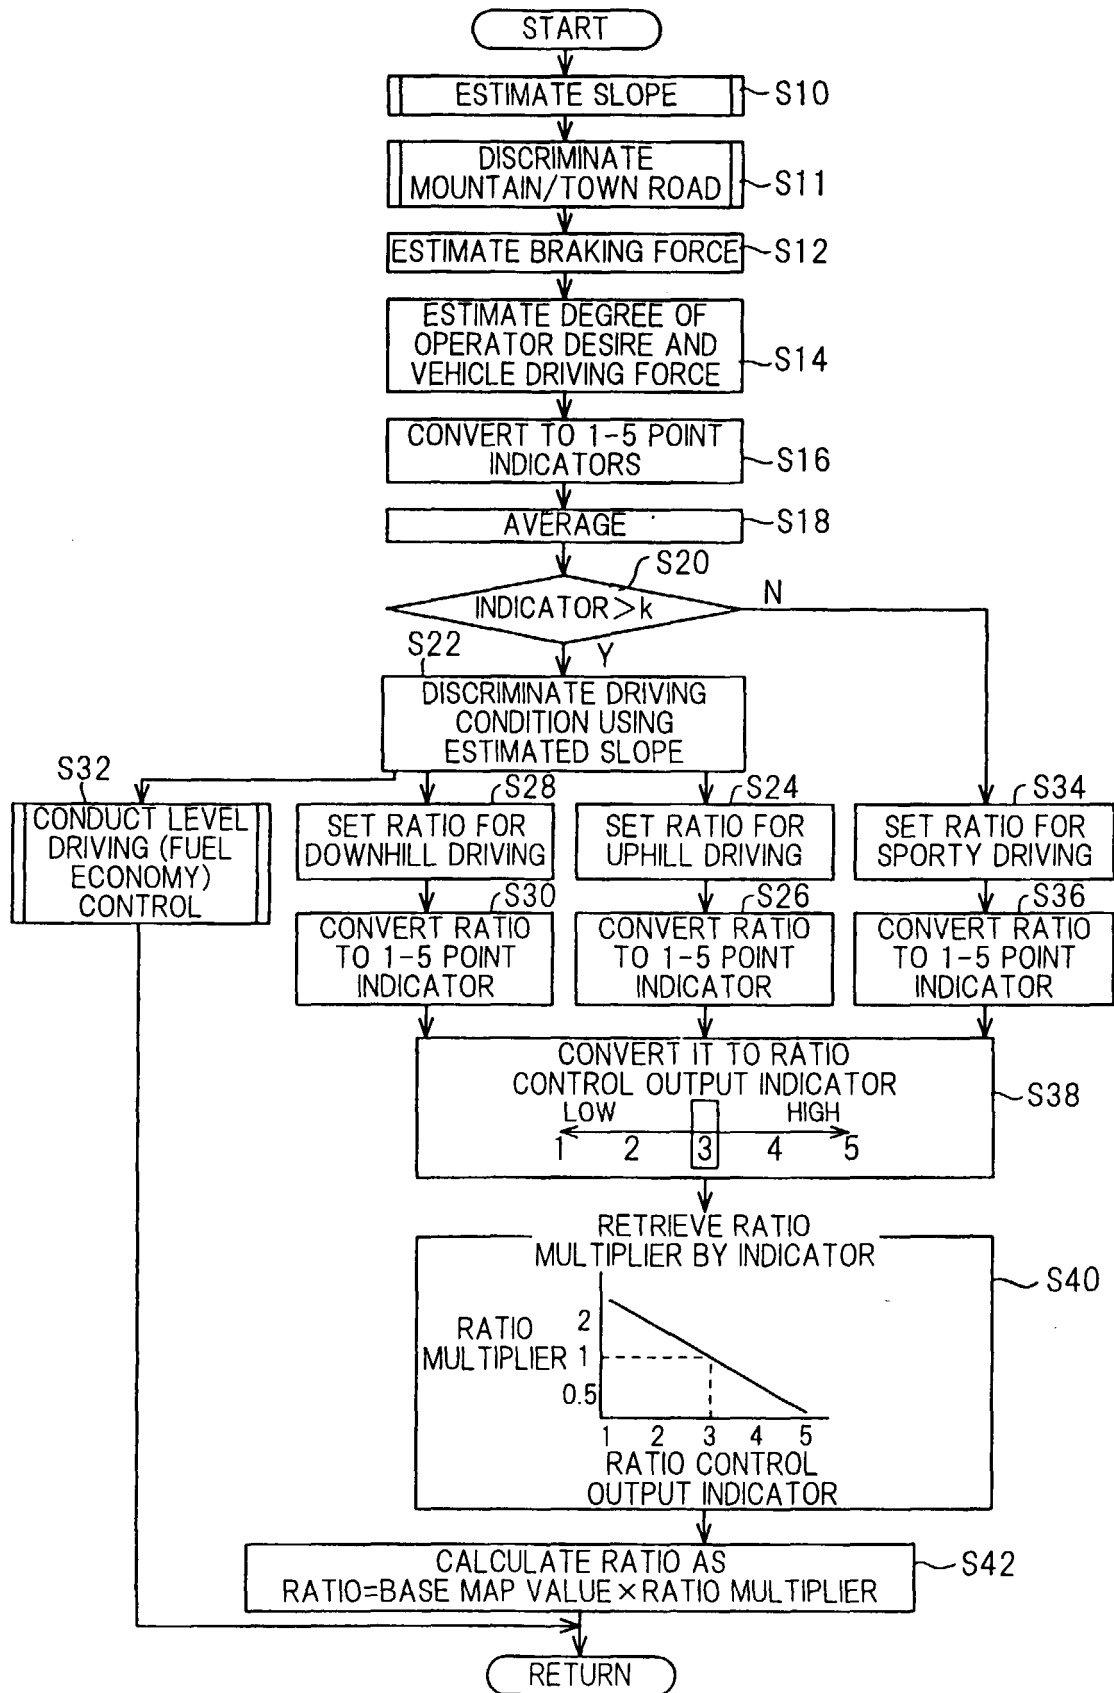 START
ESTIMATE SLOPE
S10
DISCRIMINATE
MOUNTAIN/TOWN ROAD
S11
ESTIMATE BRAKING FORCE
S12
ESTIMATE DEGREE OF
OPERATOR DESIRE AND
VEHICLE DRIVING FORCE
S14
CONVERT TO 1-5 POINT
INDICATORS
S16
AVERAGE
S18
S20
INDICATOR>k
N
Y
S22
DISCRIMINATE DRIVING
CONDITION USING
ESTIMATED SLOPE
S32
CONDUCT LEVEL
DRIVING (FUEL
ECONOMY)
CONTROL
S28
SET RATIO FOR
DOWNHILL DRIVING
S24
SET RATIO FOR
UPHILL DRIVING
S34
SET RATIO FOR
SPORTY DRIVING
S30
CONVERT RATIO
TO 1-5 POINT
INDICATOR
S26
CONVERT RATIO
TO 1-5 POINT
INDICATOR
S36
CONVERT RATIO
TO 1-5 POINT
INDICATOR
CONVERT IT TO RATIO
CONTROL OUTPUT INDICATOR
S38
LOW HIGH
1 2 3 4 5
RETRIEVE RATIO
MULTIPLIER BY INDICATOR
S40
RATIO
MULTIPLIER
2
1
0.5
1 2 3 4 5
RATIO CONTROL
OUTPUT INDICATOR
CALCULATE RATIO AS
RATIO=BASE MAP VALUE×RATIO MULTIPLIER
S42
RETURN